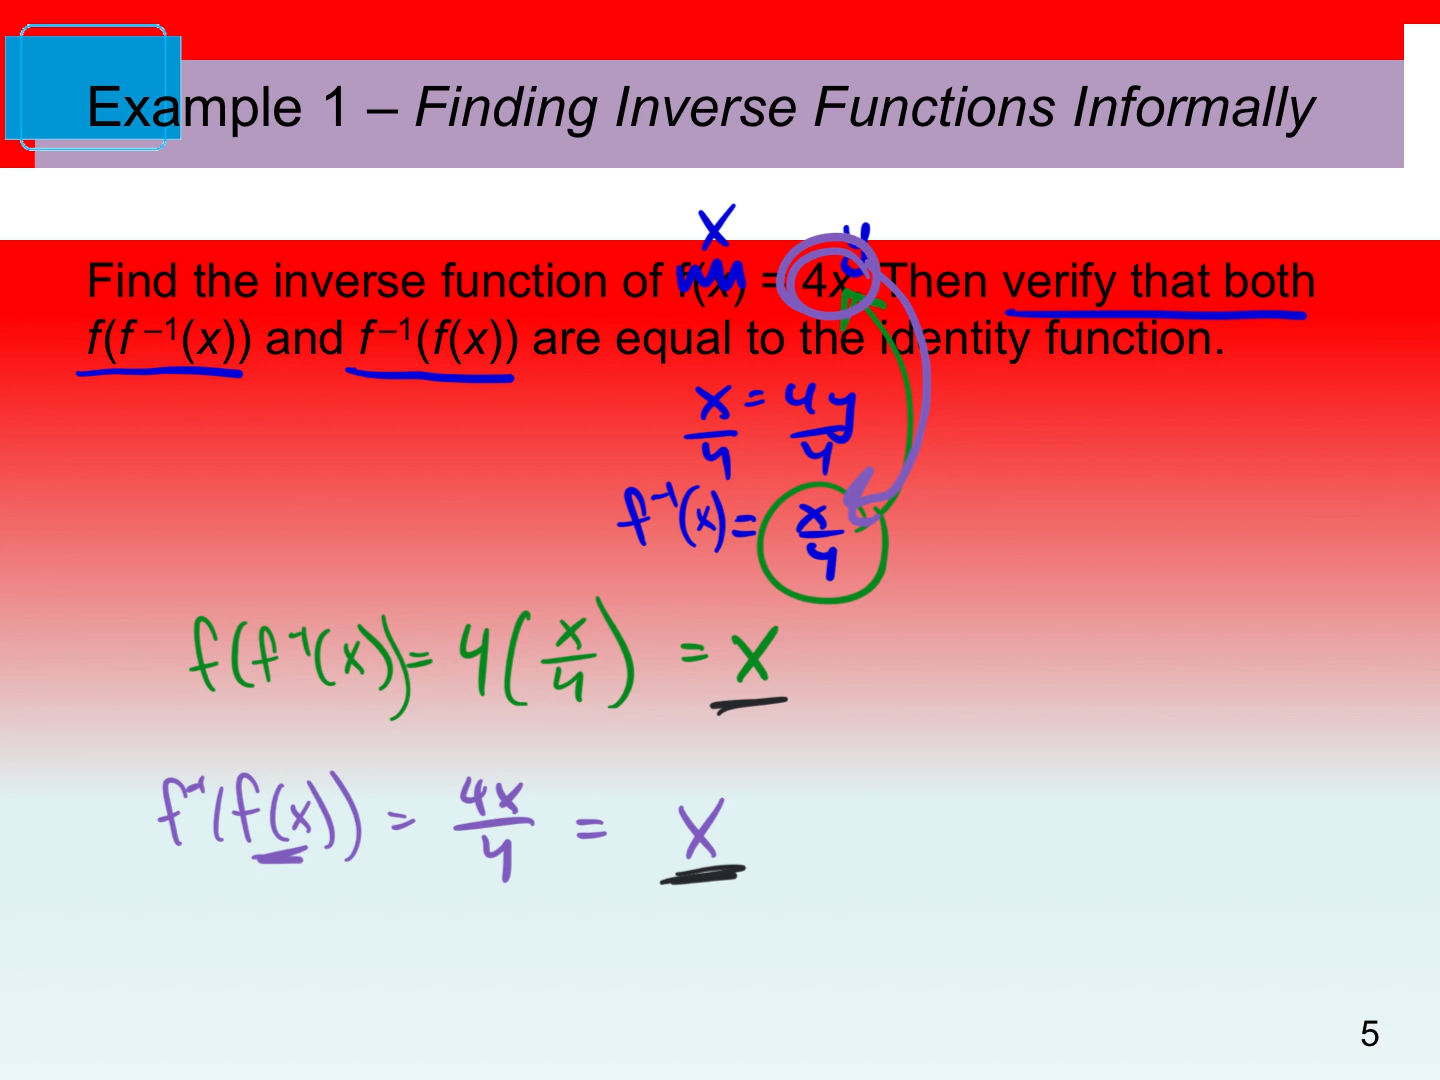 Example 1 – Finding Inverse Functions Informally
x y
Find the inverse function of f(x) = 4x. Then verify that both
f(f ⁻¹(x)) and f⁻¹(f(x)) are equal to the identity function.
x/4 = 4y/4
f⁻¹(x) = x/4
f(f⁻¹(x)) = 4(x/4) = x
f⁻¹(f(x)) = 4x/4 = x
5